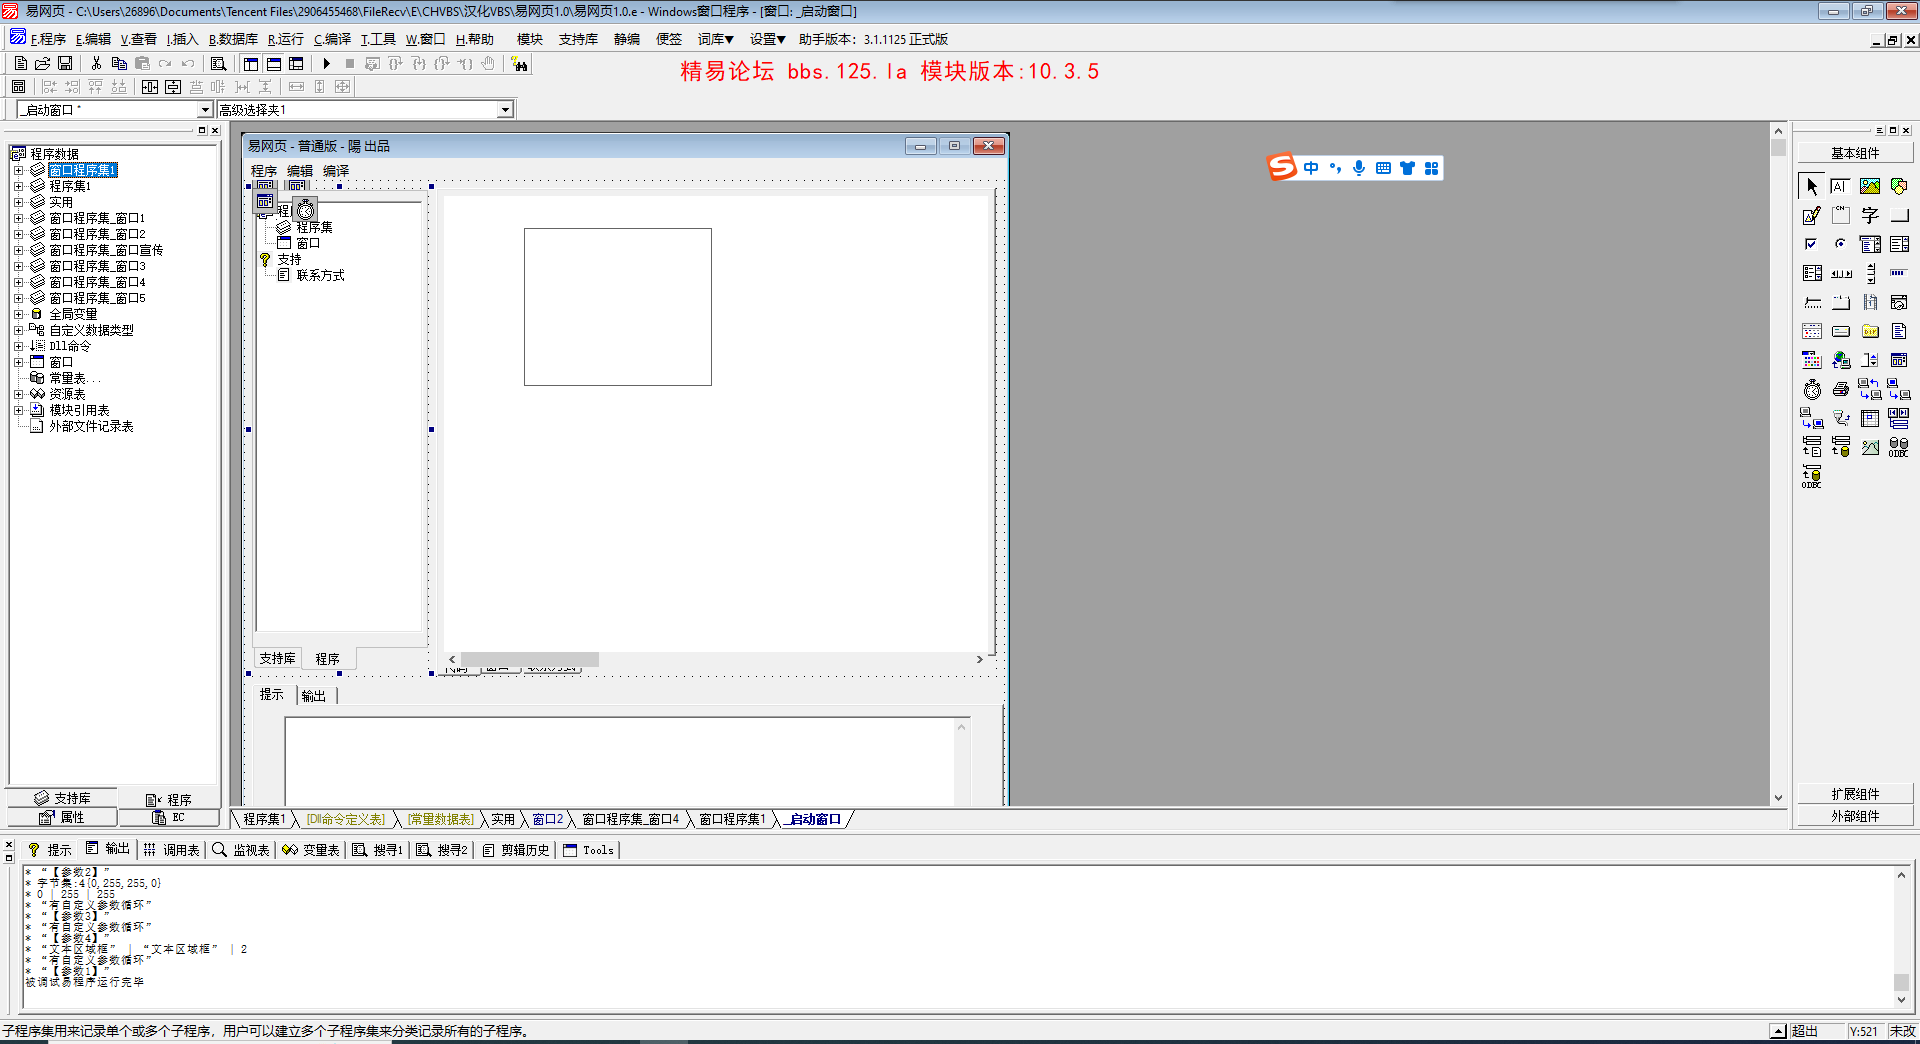 易网页 - C:\Users\26896\Documents\Tencent Files\2906455468\FileRecv\E\CHVBS\汉化VBS\易网页1.0\易网页1.0.e - Windows窗口程序 - [窗口: _启动窗口]
F.程序 E.编辑 V.查看 I.插入 B.数据库 R.运行 C.编译 T.工具 W.窗口 H.帮助 模块 支持库 静编 便签 词库▼ 设置▼ 助手版本: 3.1.1125 正式版
精易论坛 bbs.125.la 模块版本:10.3.5
_启动窗口 * 高级选择夹1
程序数据
窗口程序集1
程序集1
实用
窗口程序集_窗口1
窗口程序集_窗口2
窗口程序集_窗口宣传
窗口程序集_窗口3
窗口程序集_窗口4
窗口程序集_窗口5
全局变量
自定义数据类型
Dll命令
窗口
常量表...
资源表
模块引用表
外部文件记录表
支持库 程序
属性 EC
易网页 - 普通版 - 陽 出品
程序 编辑 编译
程序集
窗口
支持
联系方式
支持库 程序
提示 输出
中
基本组件
字
ODBC
ODBC
扩展组件
外部组件
程序集1 [Dll命令定义表] [常量数据表] 实用 窗口2 窗口程序集_窗口4 窗口程序集1 _启动窗口
提示 输出 调用表 监视表 变量表 搜寻1 搜寻2 剪辑历史 Tools
* “【参数2】”
* 字节集:4{0,255,255,0}
* 0 | 255 | 255
* “有自定义参数循环”
* “【参数3】”
* “有自定义参数循环”
* “【参数4】”
* “文本区域框” | “文本区域框” | 2
* “有自定义参数循环”
* “【参数1】”
被调试易程序运行完毕
子程序集用来记录单个或多个子程序，用户可以建立多个子程序集来分类记录所有的子程序。
超出 Y:521 未改